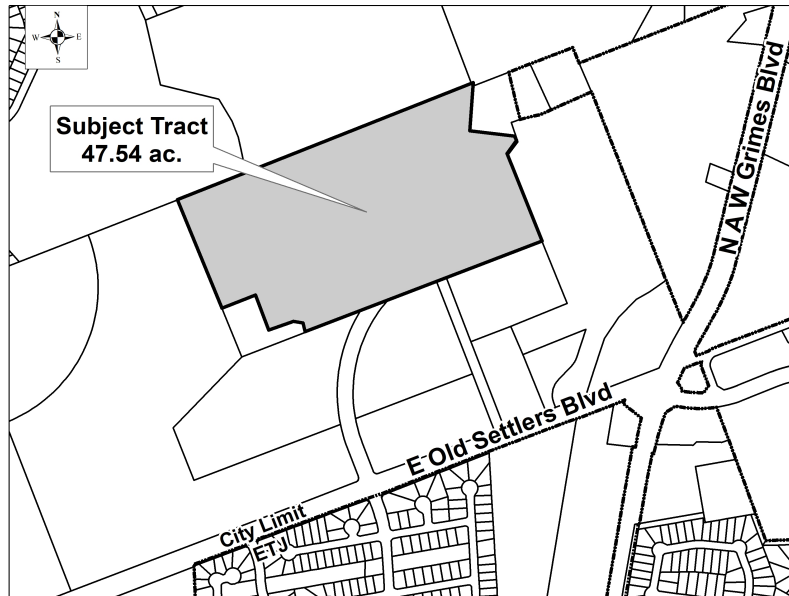 N
W E
S
Subject Tract
47.54 ac.
N A W Grimes Blvd
E Old Settlers Blvd
City Limit
ETJ